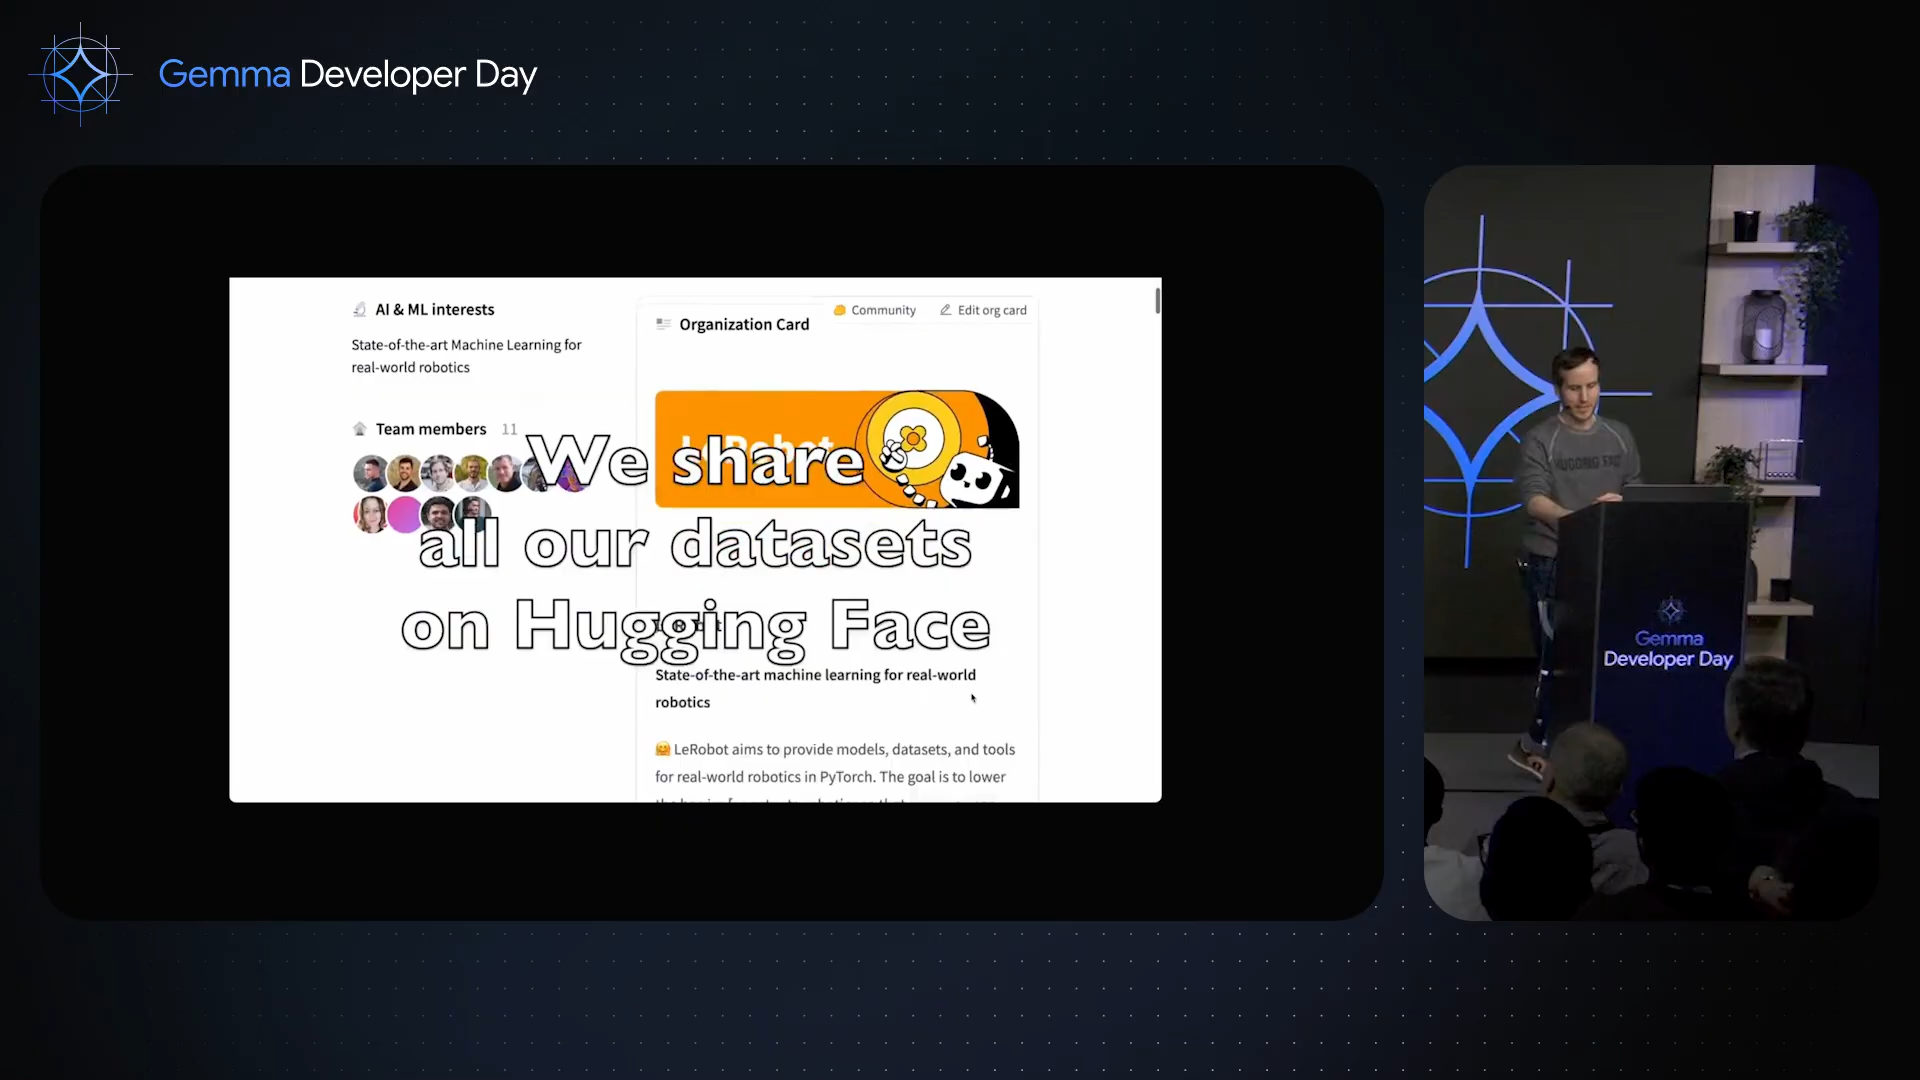 Gemma Developer Day
AI & ML interests
State-of-the-art Machine Learning for
real-world robotics
Team members 11
Community
Edit org card
Organization Card
We share
all our datasets
on Hugging Face
State-of-the-art machine learning for real-world
robotics
🤗 LeRobot aims to provide models, datasets, and tools
for real-world robotics in PyTorch. The goal is to lower
HUGGING FACE
Gemma
Developer Day